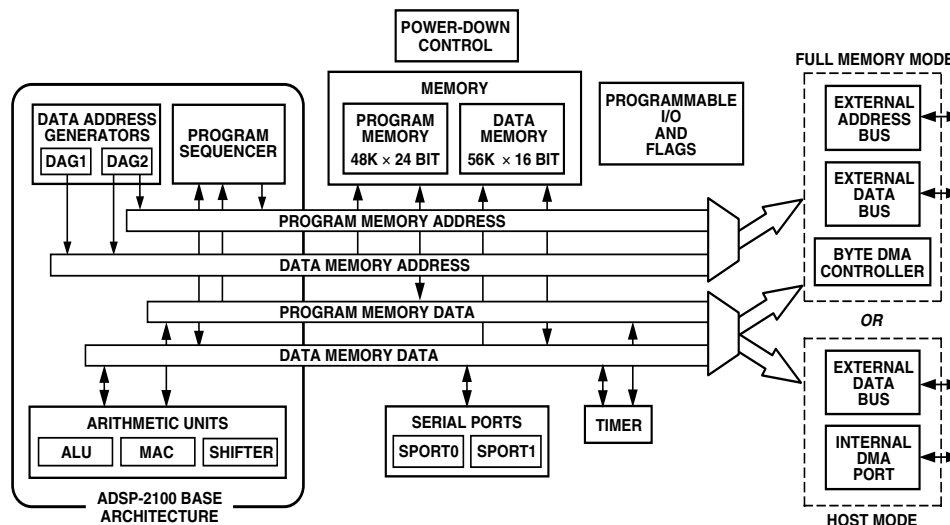 POWER-DOWN
CONTROL
FULL MEMORY MODE
MEMORY
PROGRAM
MEMORY
48K × 24 BIT
DATA
MEMORY
56K × 16 BIT
PROGRAMMABLE
I/O
AND
FLAGS
EXTERNAL
ADDRESS
BUS
EXTERNAL
DATA
BUS
BYTE DMA
CONTROLLER
DATA ADDRESS
GENERATORS
DAG1
DAG2
PROGRAM
SEQUENCER
PROGRAM MEMORY ADDRESS
DATA MEMORY ADDRESS
PROGRAM MEMORY DATA
DATA MEMORY DATA
OR
EXTERNAL
DATA
BUS
INTERNAL
DMA
PORT
HOST MODE
ARITHMETIC UNITS
ALU
MAC
SHIFTER
SERIAL PORTS
SPORT0
SPORT1
TIMER
ADSP-2100 BASE
ARCHITECTURE